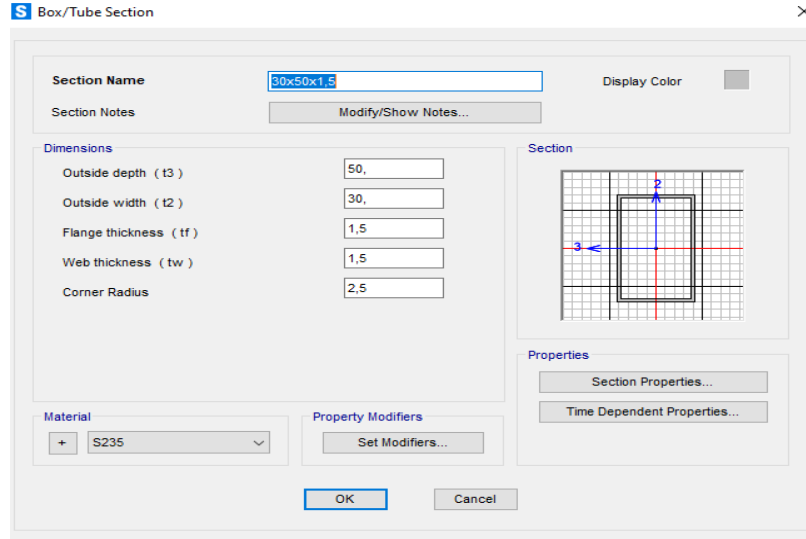 S Box/Tube Section
Section Name 30x50x1,5 Display Color
Section Notes Modify/Show Notes...
Dimensions
Outside depth ( t3 ) 50,
Outside width ( t2 ) 30,
Flange thickness ( tf ) 1,5
Web thickness ( tw ) 1,5
Corner Radius 2,5
Section
2
3
Properties
Section Properties...
Time Dependent Properties...
Material
+ S235
Property Modifiers
Set Modifiers...
OK Cancel